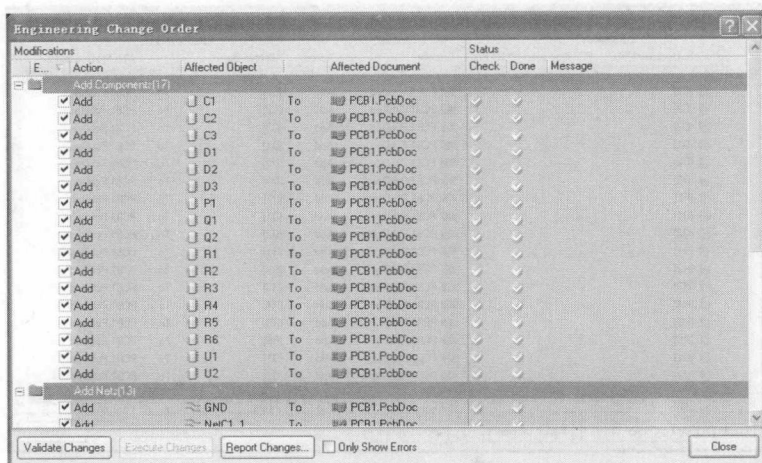 Engineering Change Order
Modifications Status
E... Action Affected Object Affected Document Check Done Message
Add Components(17)
Add C1 To PCB1.PcbDoc
Add C2 To PCB1.PcbDoc
Add C3 To PCB1.PcbDoc
Add D1 To PCB1.PcbDoc
Add D2 To PCB1.PcbDoc
Add D3 To PCB1.PcbDoc
Add P1 To PCB1.PcbDoc
Add Q1 To PCB1.PcbDoc
Add Q2 To PCB1.PcbDoc
Add R1 To PCB1.PcbDoc
Add R2 To PCB1.PcbDoc
Add R3 To PCB1.PcbDoc
Add R4 To PCB1.PcbDoc
Add R5 To PCB1.PcbDoc
Add R6 To PCB1.PcbDoc
Add U1 To PCB1.PcbDoc
Add U2 To PCB1.PcbDoc
Add Nets(13)
Add GND To PCB1.PcbDoc
Add NetC1_1 To PCB1.PcbDoc
Validate Changes Execute Changes Report Changes... Only Show Errors Close